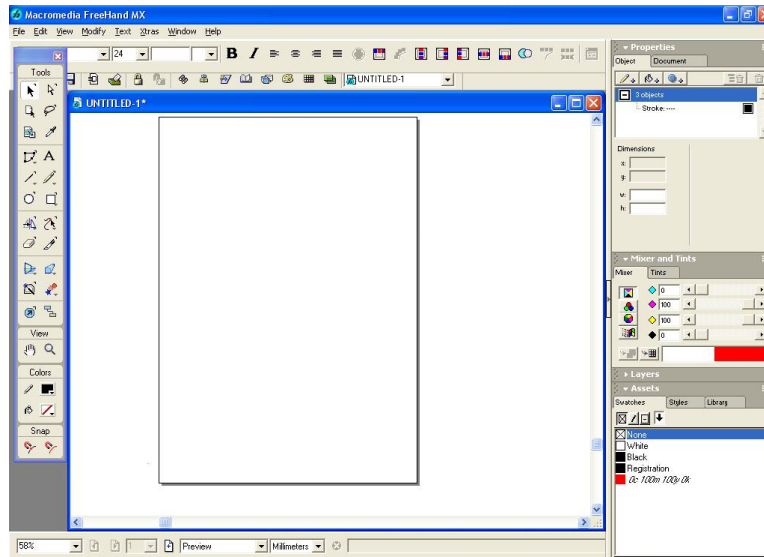 Macromedia FreeHand MX
File Edit View Modify Text Xtras Window Help
24 B I
UNTITLED-1
Tools
UNTITLED-1*
A
View
Colors
Snap
58% 1 Preview Millimeters
Properties
Object Document
3 objects
Stroke: ----
Dimensions
x:
y:
w:
h:
Mixer and Tints
Mixer Tints
0
100
100
0
Layers
Assets
Swatches Styles Library
None
White
Black
Registration
0c 100m 100y 0k